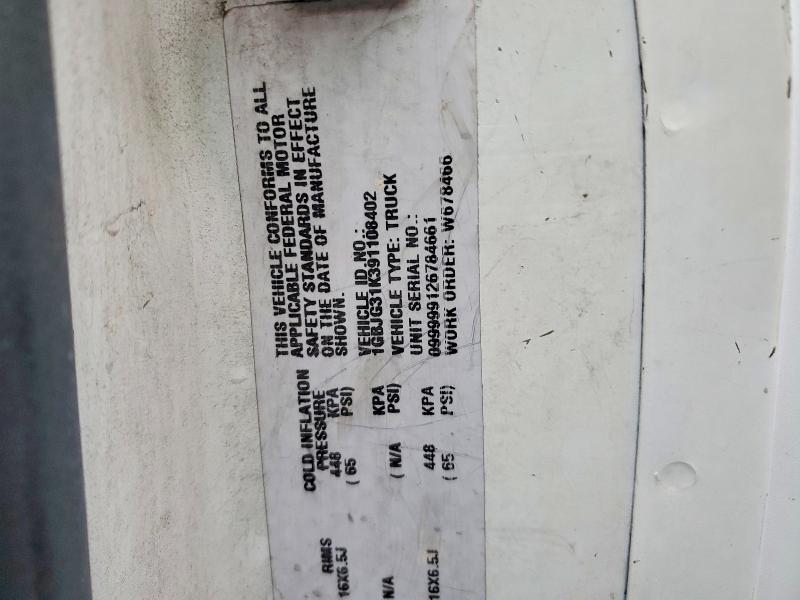 THIS VEHICLE CONFORMS TO ALL
APPLICABLE FEDERAL MOTOR
SAFETY STANDARDS IN EFFECT
ON THE DATE OF MANUFACTURE
SHOWN.
VEHICLE ID NO.:
1GBJG31K391108402
VEHICLE TYPE: TRUCK
UNIT SERIAL NO.:
099999126784661
WORK ORDER: W678466
COLD INFLATION
PRESSURE
RIMS 448 KPA
16X6.5J ( 65 PSI)
KPA
N/A ( N/A PSI)
448 KPA
16X6.5J ( 65 PSI)